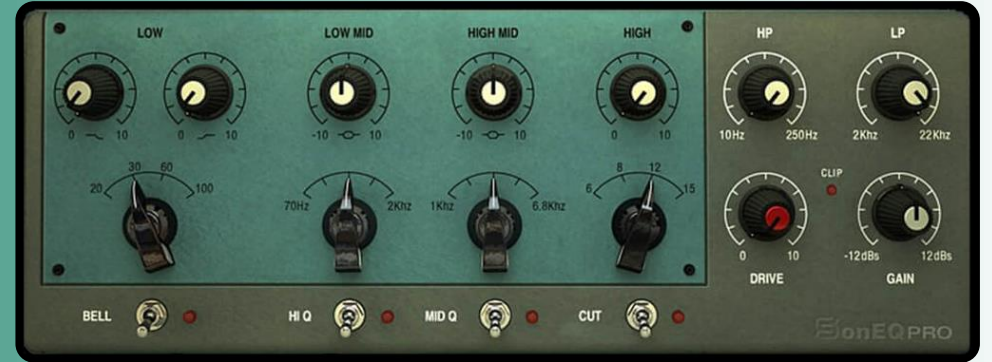 LOW
LOW MID
HIGH MID
HIGH
HP
LP
0 10
0 10
-10 10
-10 10
0 10
10Hz 250Hz
2Khz 22Khz
20 30 60 100
70Hz 2Khz
1Khz 6.8Khz
6 8 12 15
CLIP
0 10
-12dBs 12dBs
DRIVE
GAIN
BELL
HI Q
MID Q
CUT
SonEQPRO